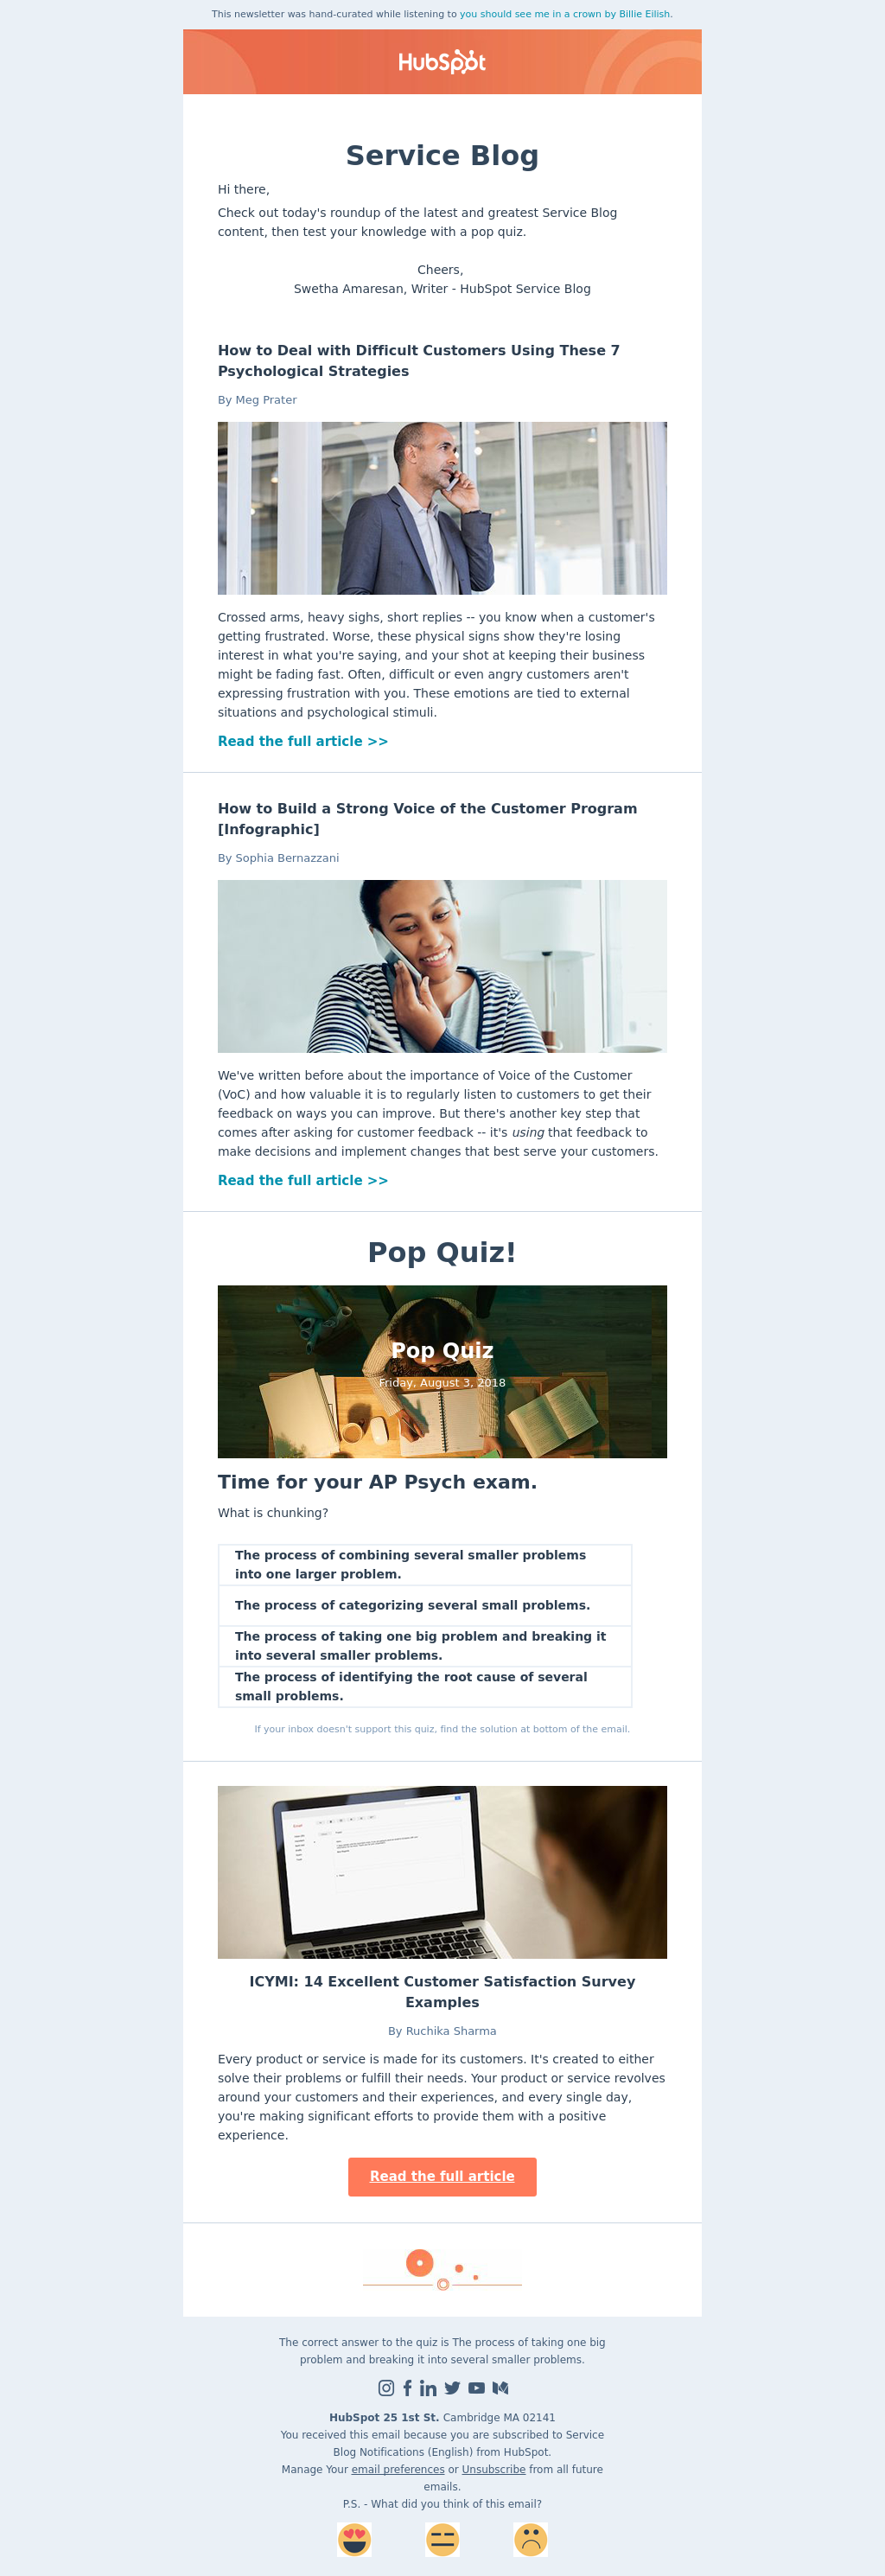 This newsletter was hand-curated while listening to you should see me in a crown by Billie Eilish.
HubSpot
Service Blog
Hi there,
Check out today's roundup of the latest and greatest Service Blog
content, then test your knowledge with a pop quiz.
Cheers,
Swetha Amaresan, Writer - HubSpot Service Blog
How to Deal with Difficult Customers Using These 7
Psychological Strategies
By Meg Prater
Crossed arms, heavy sighs, short replies -- you know when a customer's
getting frustrated. Worse, these physical signs show they're losing
interest in what you're saying, and your shot at keeping their business
might be fading fast. Often, difficult or even angry customers aren't
expressing frustration with you. These emotions are tied to external
situations and psychological stimuli.
Read the full article >>
How to Build a Strong Voice of the Customer Program
[Infographic]
By Sophia Bernazzani
We've written before about the importance of Voice of the Customer
(VoC) and how valuable it is to regularly listen to customers to get their
feedback on ways you can improve. But there's another key step that
comes after asking for customer feedback -- it's using that feedback to
make decisions and implement changes that best serve your customers.
Read the full article >>
Pop Quiz!
Pop Quiz
Friday, August 3, 2018
Time for your AP Psych exam.
What is chunking?
The process of combining several smaller problems
into one larger problem.
The process of categorizing several small problems.
The process of taking one big problem and breaking it
into several smaller problems.
The process of identifying the root cause of several
small problems.
If your inbox doesn't support this quiz, find the solution at bottom of the email.
ICYMI: 14 Excellent Customer Satisfaction Survey
Examples
By Ruchika Sharma
Every product or service is made for its customers. It's created to either
solve their problems or fulfill their needs. Your product or service revolves
around your customers and their experiences, and every single day,
you're making significant efforts to provide them with a positive
experience.
Read the full article
The correct answer to the quiz is The process of taking one big
problem and breaking it into several smaller problems.
HubSpot 25 1st St. Cambridge MA 02141
You received this email because you are subscribed to Service
Blog Notifications (English) from HubSpot.
Manage Your email preferences or Unsubscribe from all future
emails.
P.S. - What did you think of this email?